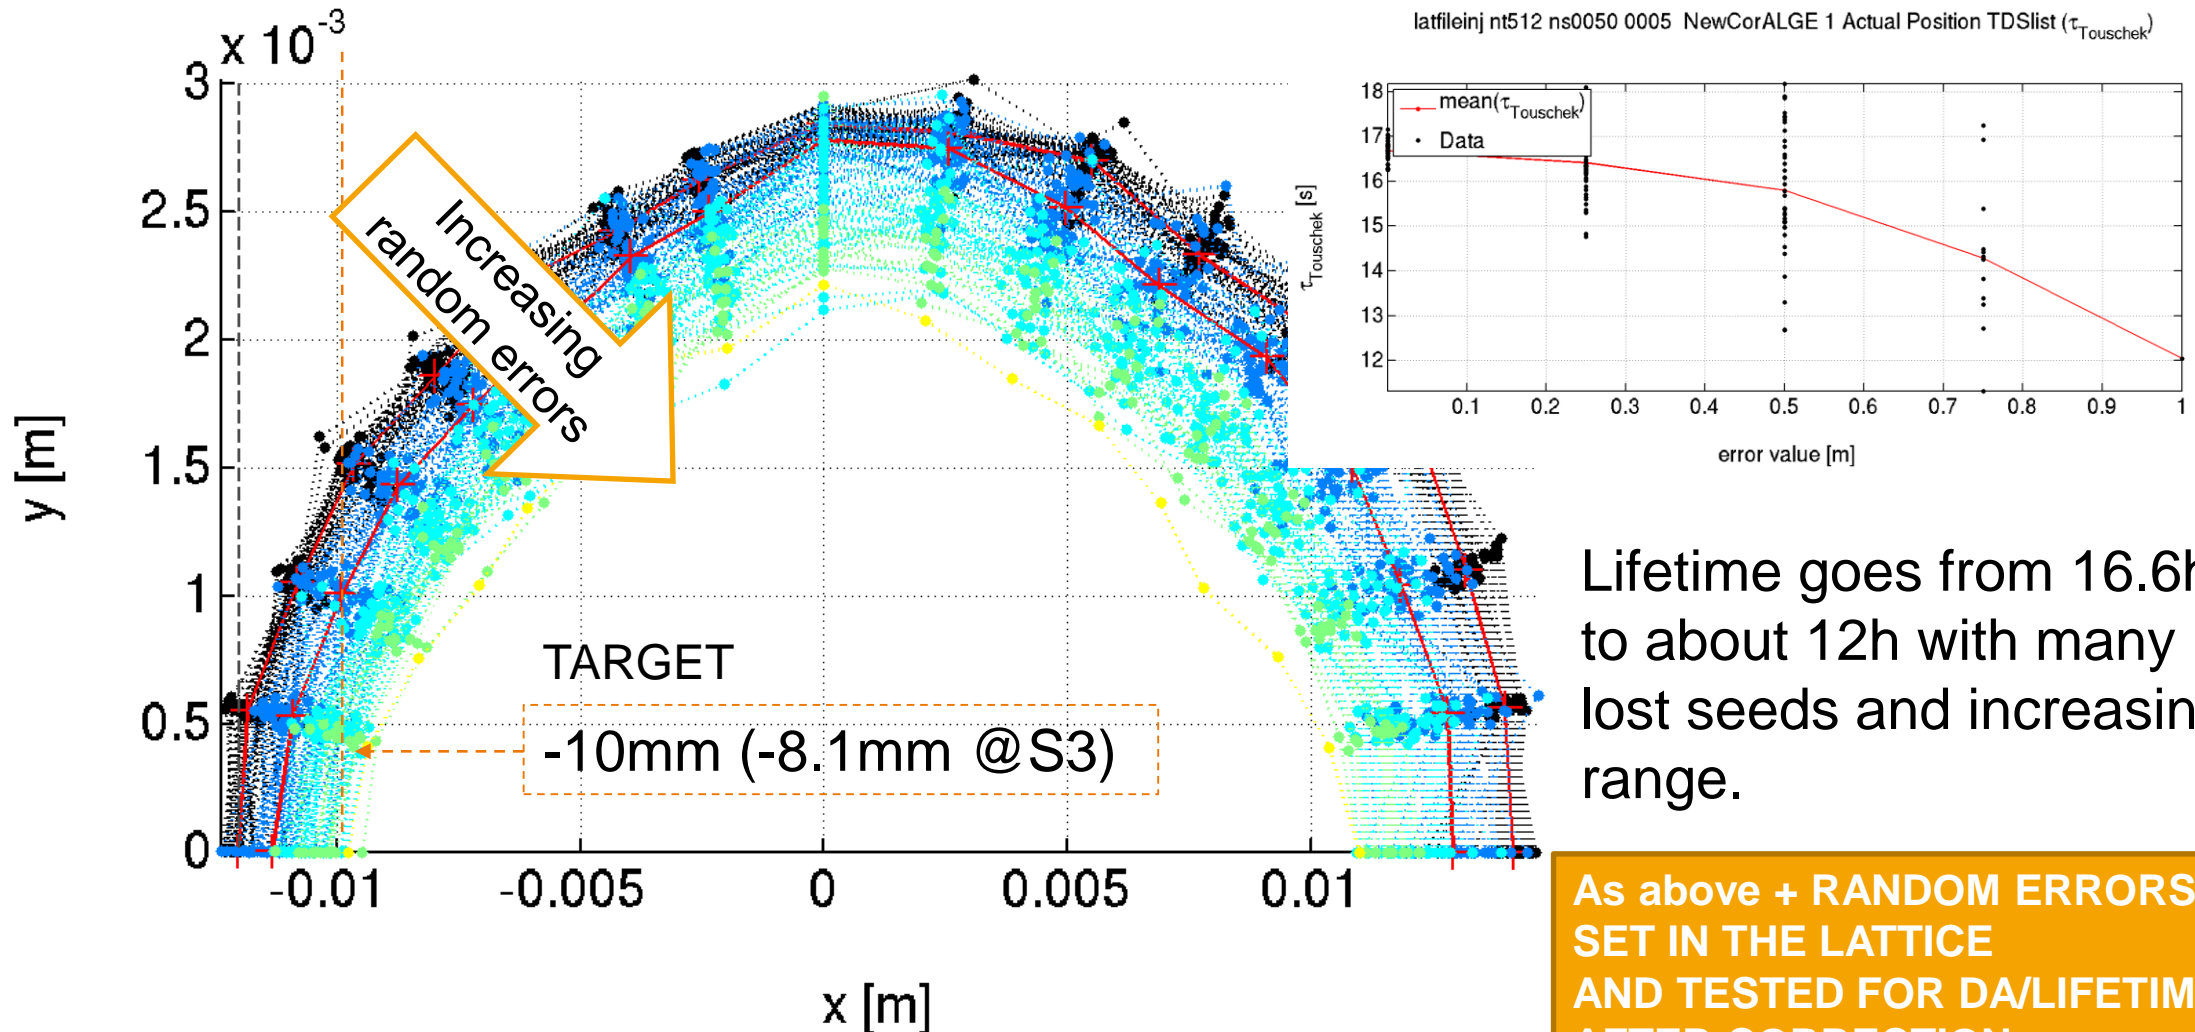 latfileinj nt512 ns0050 0005 NewCorALGE 1 Actual Position TDSlist (τTouschek)
x 10^-3
3
2.5
2
1.5
1
0.5
0
y [m]
-0.01
-0.005
0
0.005
0.01
x [m]
Increasing
random errors
TARGET
-10mm (-8.1mm @S3)
18
17
16
15
14
13
12
τTouschek [s]
mean(τTouschek)
Data
0.1
0.2
0.3
0.4
0.5
0.6
0.7
0.8
0.9
1
error value [m]
Lifetime goes from 16.6h
to about 12h with many
lost seeds and increasin
range.
As above + RANDOM ERRORS
SET IN THE LATTICE
AND TESTED FOR DA/LIFETIM
AFTER CORRECTION